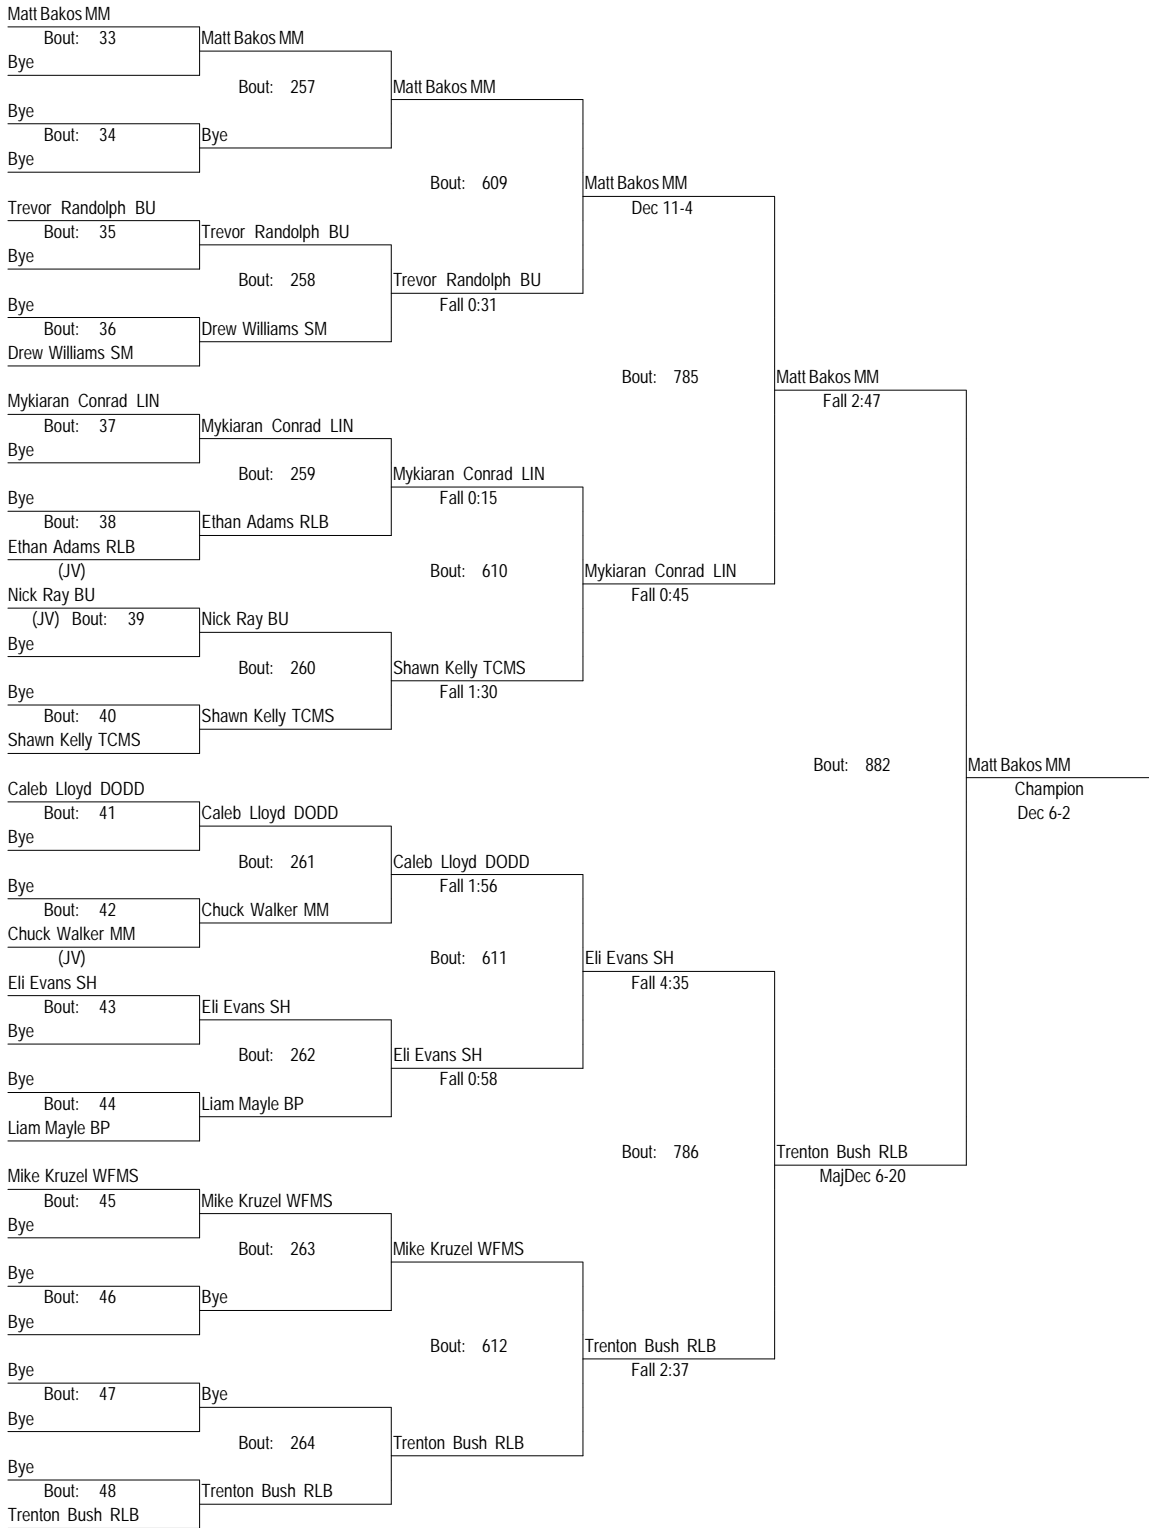 Matt Bakos MM
Bout: 33 Matt Bakos MM
Bye
Bout: 257 Matt Bakos MM
Bye
Bout: 34 Bye
Bye
Bout: 609 Matt Bakos MM
Trevor Randolph BU Dec 11-4
Bout: 35 Trevor Randolph BU
Bye
Bout: 258 Trevor Randolph BU
Bye Fall 0:31
Bout: 36 Drew Williams SM
Drew Williams SM
Bout: 785 Matt Bakos MM
Mykiaran Conrad LIN Fall 2:47
Bout: 37 Mykiaran Conrad LIN
Bye
Bout: 259 Mykiaran Conrad LIN
Bye Fall 0:15
Bout: 38 Ethan Adams RLB
Ethan Adams RLB
(JV) Bout: 610 Mykiaran Conrad LIN
Nick Ray BU Fall 0:45
(JV) Bout: 39 Nick Ray BU
Bye
Bout: 260 Shawn Kelly TCMS
Bye Fall 1:30
Bout: 40 Shawn Kelly TCMS
Shawn Kelly TCMS
Bout: 882 Matt Bakos MM
Caleb Lloyd DODD Champion
Bout: 41 Caleb Lloyd DODD Dec 6-2
Bye
Bout: 261 Caleb Lloyd DODD
Bye Fall 1:56
Bout: 42 Chuck Walker MM
Chuck Walker MM
(JV) Bout: 611 Eli Evans SH
Eli Evans SH Fall 4:35
Bout: 43 Eli Evans SH
Bye
Bout: 262 Eli Evans SH
Bye Fall 0:58
Bout: 44 Liam Mayle BP
Liam Mayle BP
Bout: 786 Trenton Bush RLB
Mike Kruzel WFMS MajDec 6-20
Bout: 45 Mike Kruzel WFMS
Bye
Bout: 263 Mike Kruzel WFMS
Bye
Bout: 46 Bye
Bye
Bout: 612 Trenton Bush RLB
Bye Fall 2:37
Bout: 47 Bye
Bye
Bout: 264 Trenton Bush RLB
Bye
Bout: 48 Trenton Bush RLB
Trenton Bush RLB